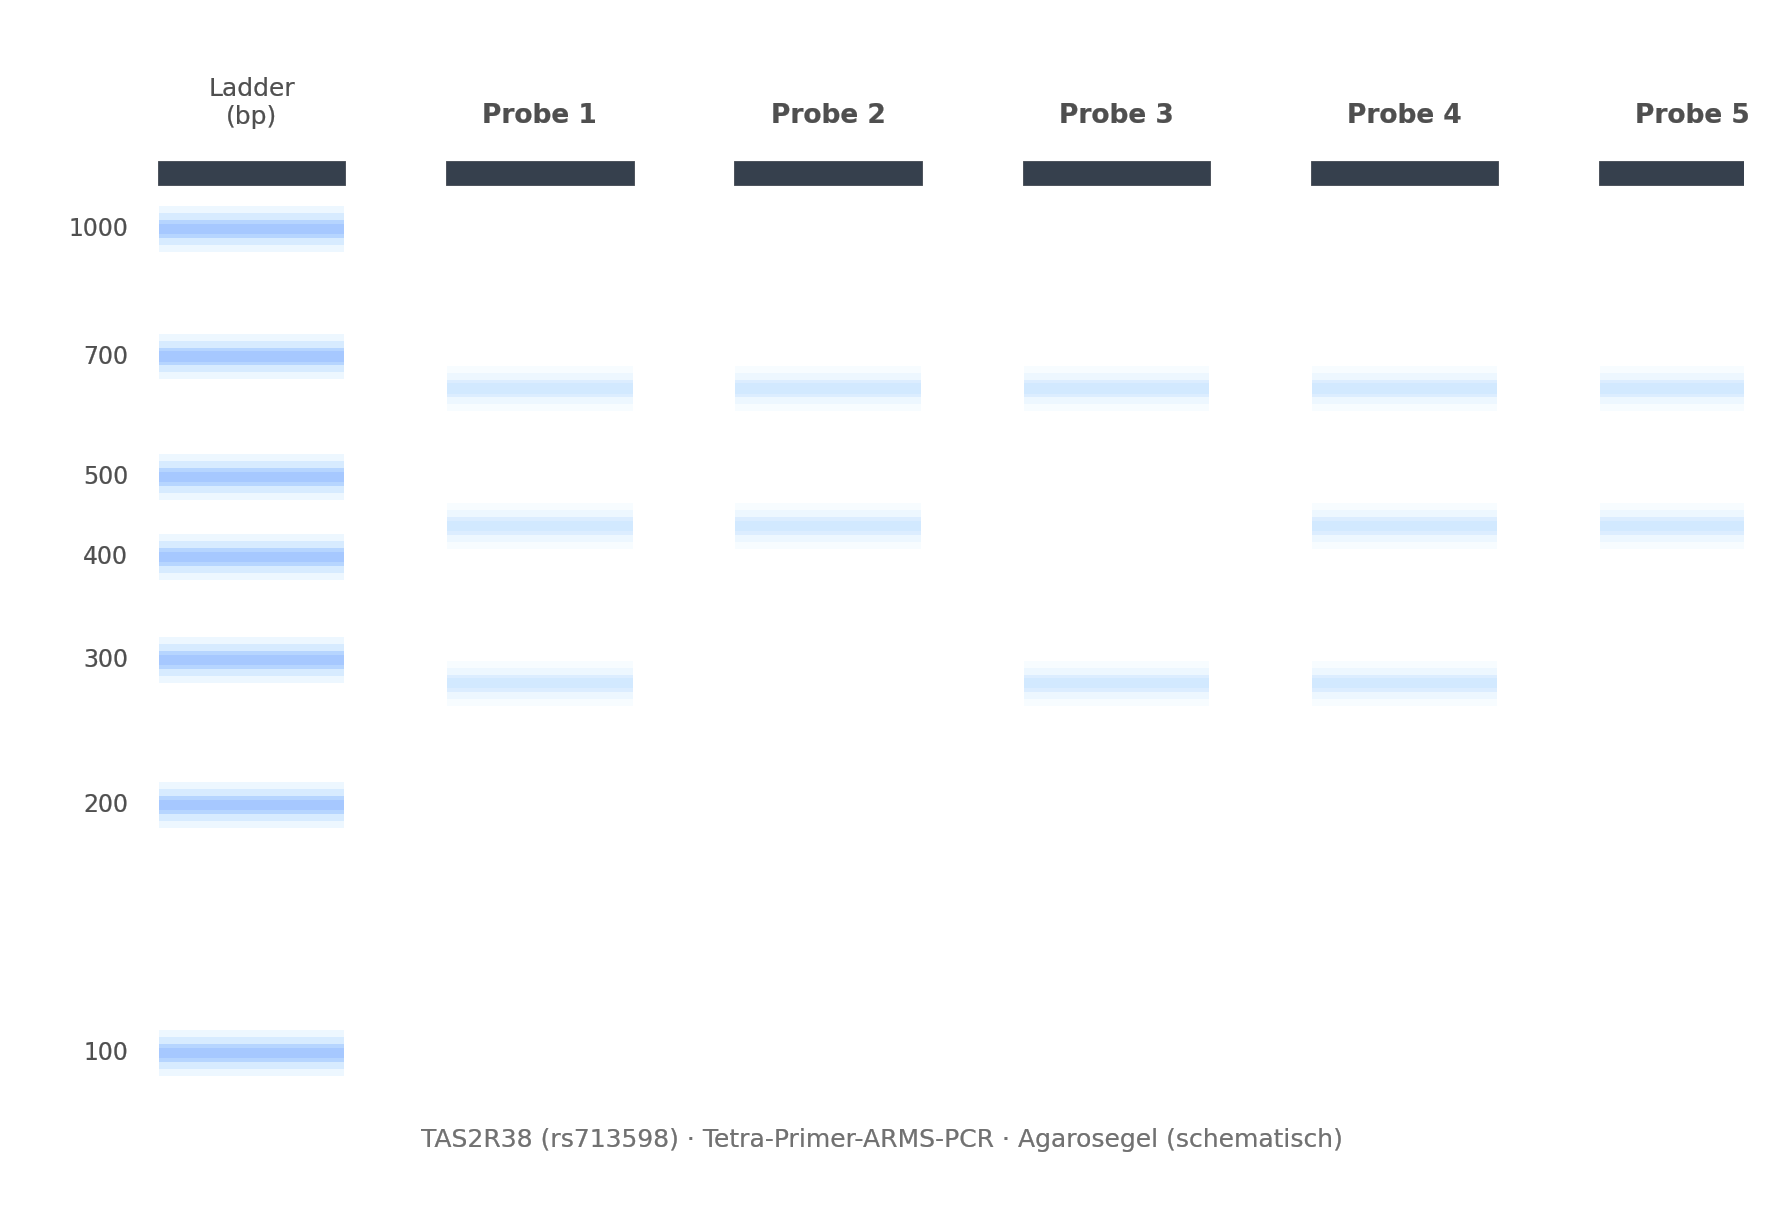 Ladder
(bp)
Probe 1
Probe 2
Probe 3
Probe 4
Probe 5
1000
700
500
400
300
200
100
TAS2R38 (rs713598) · Tetra-Primer-ARMS-PCR · Agarosegel (schematisch)